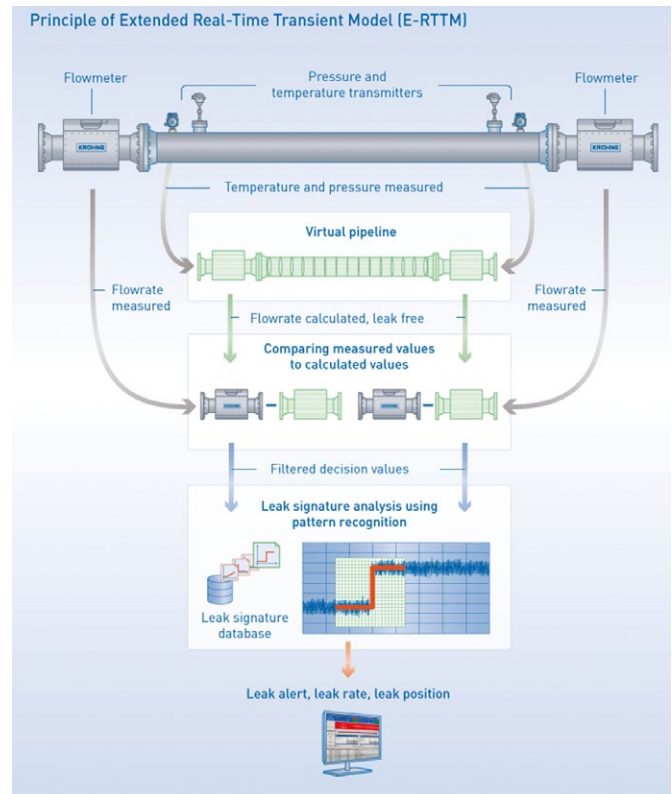 Principle of Extended Real-Time Transient Model (E-RTTM)
Flowmeter
Pressure and
temperature transmitters
Flowmeter
KROHNE
KROHNE
Temperature and pressure measured
Virtual pipeline
Flowrate
measured
Flowrate
measured
Flowrate calculated, leak free
Comparing measured values
to calculated values
KROHNE
KROHNE
Filtered decision values
Leak signature analysis using
pattern recognition
Leak signature
database
Leak alert, leak rate, leak position